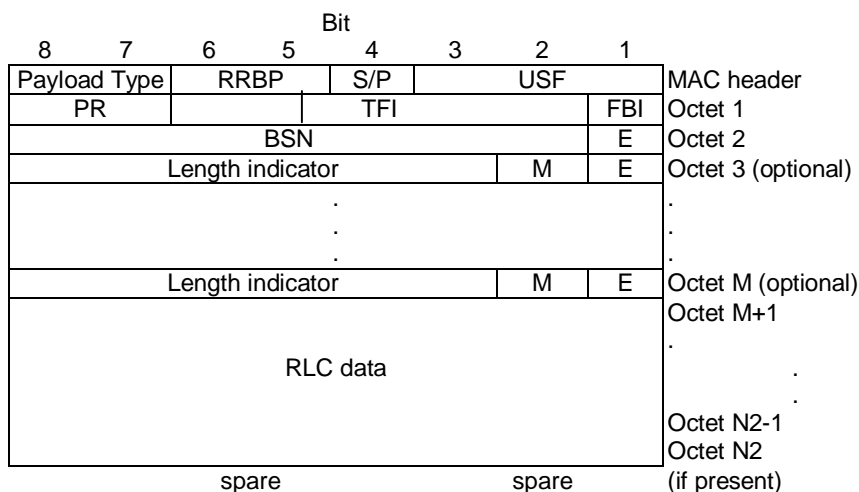 Bit
8 7 6 5 4 3 2 1
Payload Type RRBP S/P USF MAC header
PR TFI FBI Octet 1
BSN E Octet 2
Length indicator M E Octet 3 (optional)
. .
. .
. .
Length indicator M E Octet M (optional)
Octet M+1
.
RLC data .
.
Octet N2-1
Octet N2
spare spare (if present)